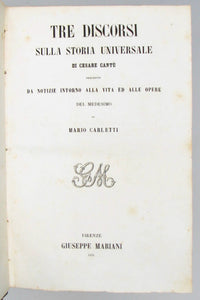 TRE DISCORSI
SULLA STORIA UNIVERSALE
DI CESARE CANTÙ
DA NOTIZIE INTORNO ALLA VITA ED ALLE OPERE
DEL MEDESIMO
DI
MARIO CARLETTI
GM
FIRENZE
GIUSEPPE MARIANI